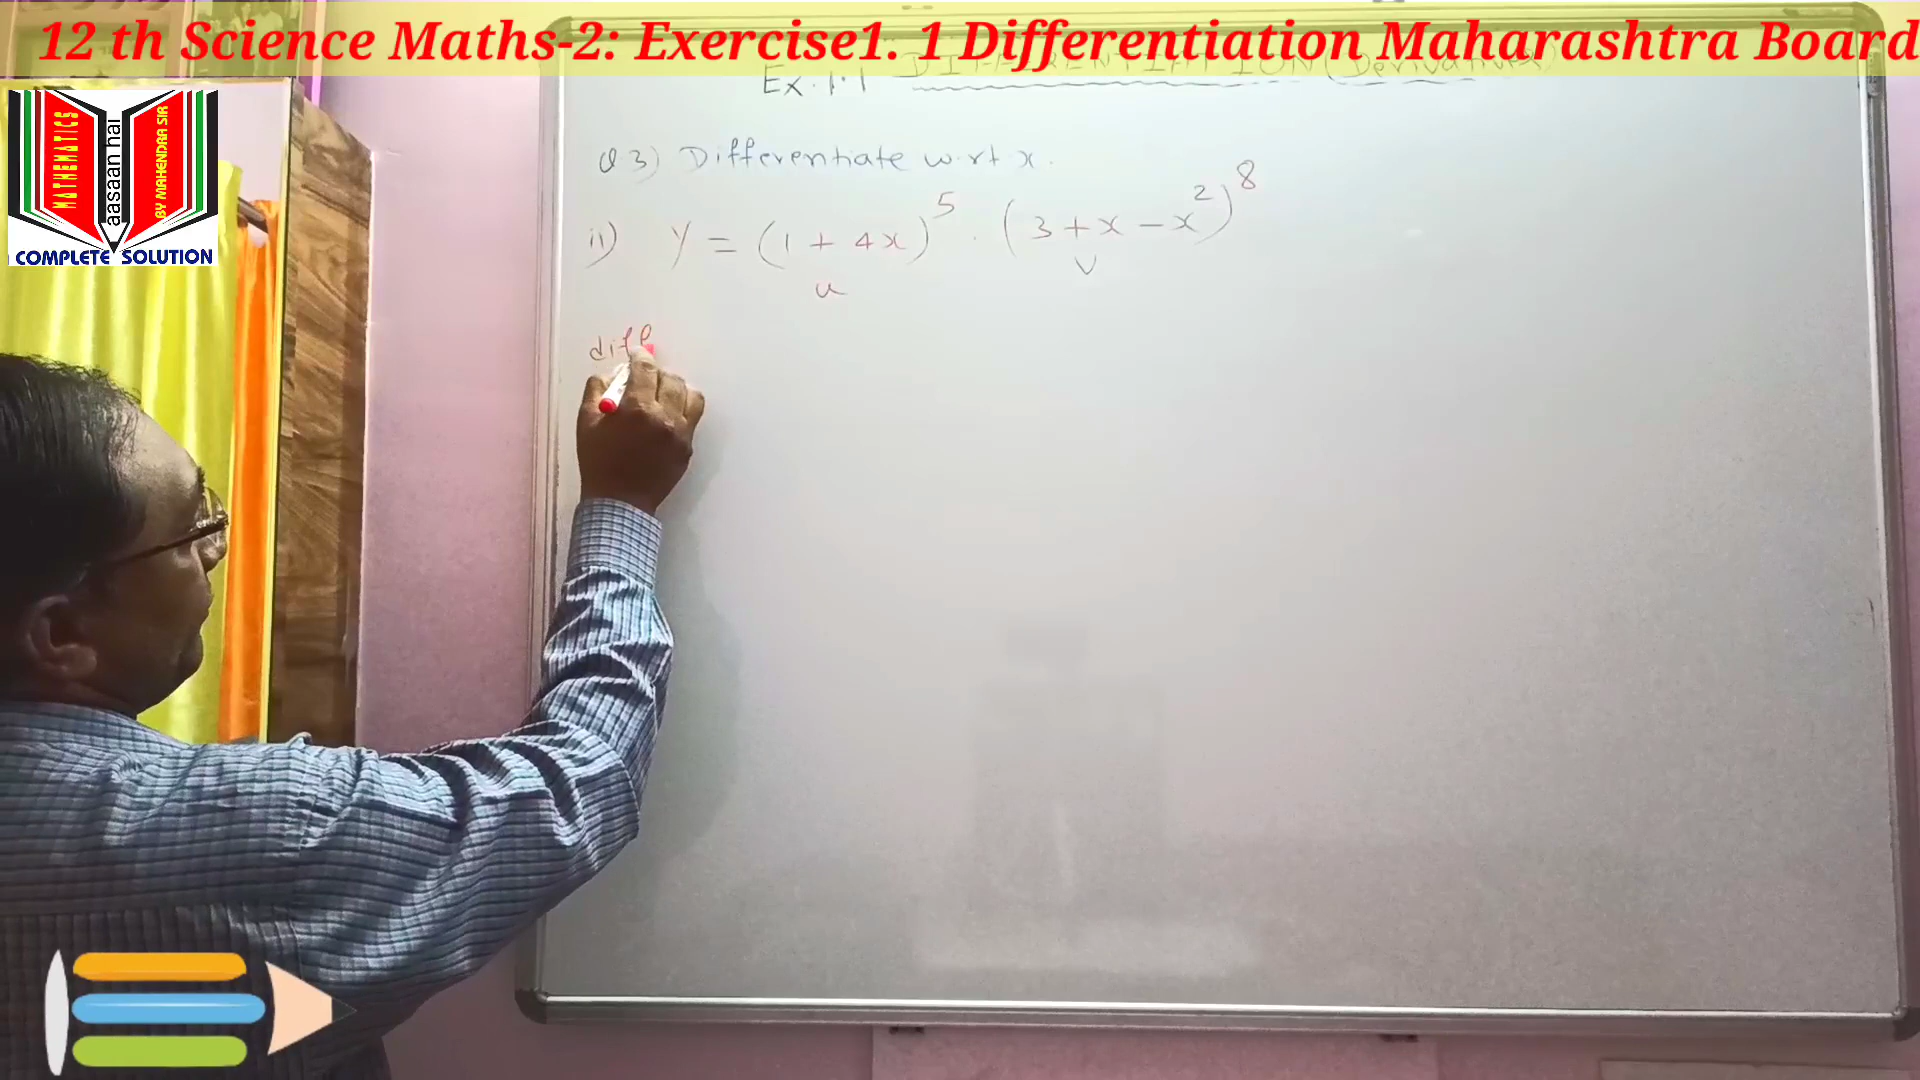 12 th Science Maths-2: Exercise1. 1 Differentiation Maharashtra Board
Ex. 1.1 DIFFERENTIATION (Derivatives)
MATHEMATICS
aasaan hai
BY MAHENDRA SIR
COMPLETE SOLUTION
Q 3) Differentiate w.r.t x.
ii) y = (1 + 4x)^5 . (3 + x - x^2)^8
u
v
diff